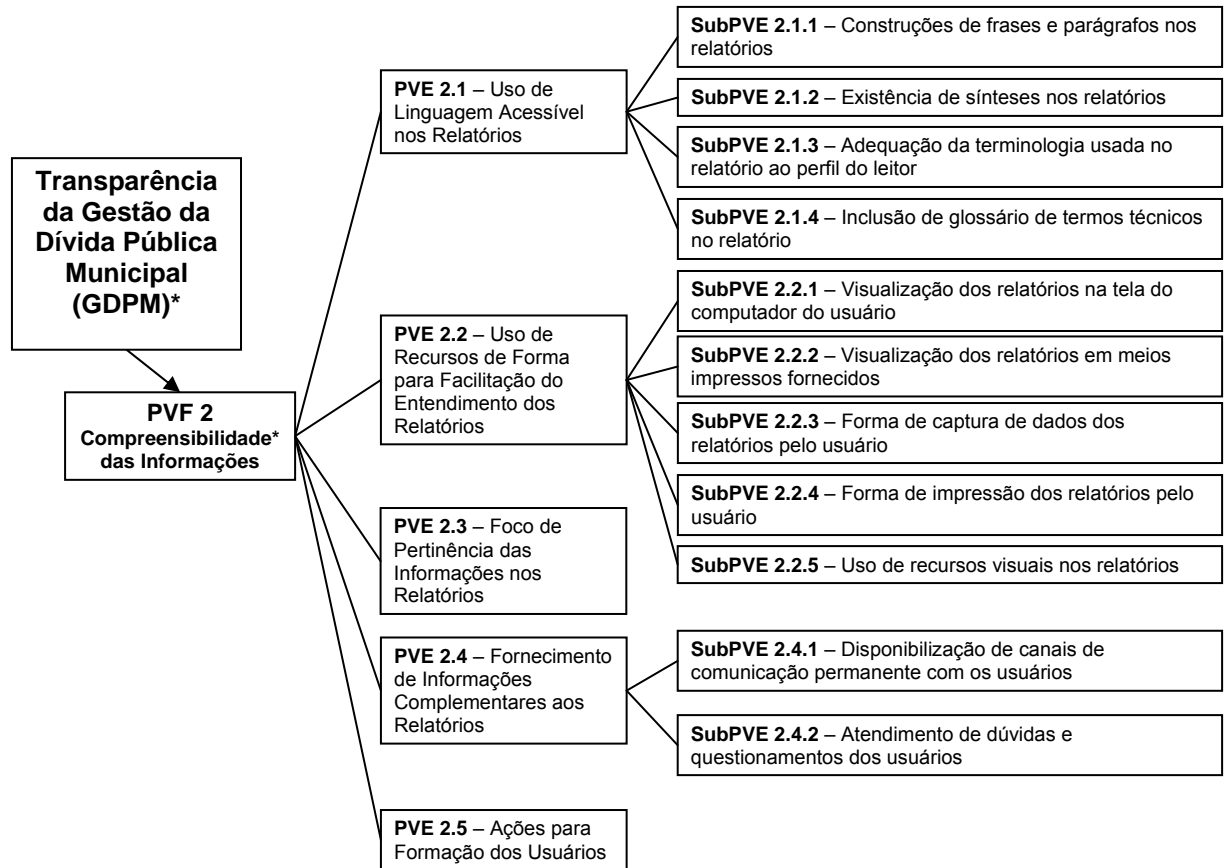 Transparência
da Gestão da
Dívida Pública
Municipal
(GDPM)*
PVF 2
Compreensibilidade*
das Informações
PVE 2.1 – Uso de
Linguagem Acessível
nos Relatórios
SubPVE 2.1.1 – Construções de frases e parágrafos nos
relatórios
SubPVE 2.1.2 – Existência de sínteses nos relatórios
SubPVE 2.1.3 – Adequação da terminologia usada no
relatório ao perfil do leitor
SubPVE 2.1.4 – Inclusão de glossário de termos técnicos
no relatório
PVE 2.2 – Uso de
Recursos de Forma
para Facilitação do
Entendimento dos
Relatórios
SubPVE 2.2.1 – Visualização dos relatórios na tela do
computador do usuário
SubPVE 2.2.2 – Visualização dos relatórios em meios
impressos fornecidos
SubPVE 2.2.3 – Forma de captura de dados dos
relatórios pelo usuário
SubPVE 2.2.4 – Forma de impressão dos relatórios pelo
usuário
SubPVE 2.2.5 – Uso de recursos visuais nos relatórios
PVE 2.3 – Foco de
Pertinência das
Informações nos
Relatórios
PVE 2.4 – Fornecimento
de Informações
Complementares aos
Relatórios
SubPVE 2.4.1 – Disponibilização de canais de
comunicação permanente com os usuários
SubPVE 2.4.2 – Atendimento de dúvidas e
questionamentos dos usuários
PVE 2.5 – Ações para
Formação dos Usuários